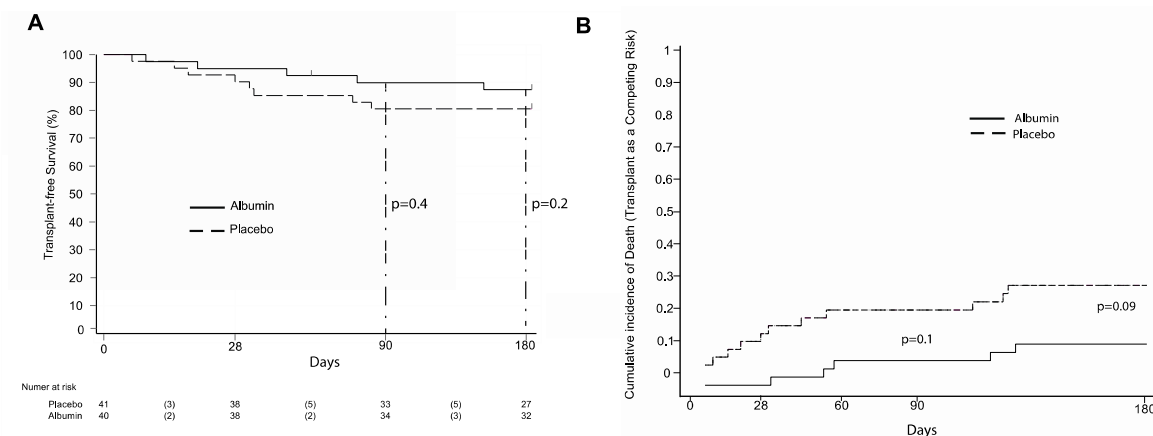 A
Transplant-free Survival (%)
100
90
80
70
60
50
40
30
20
10
0
Albumin
Placebo
p=0.4
p=0.2
0 28 90 180
Days
Numer at risk
Placebo 41 (3) 38 (5) 33 (5) 27
Albumin 40 (2) 38 (2) 34 (3) 32
B
Cumulative incidence of Death (Transplant as a Competing Risk)
1
0.9
0.8
0.7
0.6
0.5
0.4
0.3
0.2
0.1
0
Albumin
Placebo
p=0.09
p=0.1
0 28 60 90 180
Days